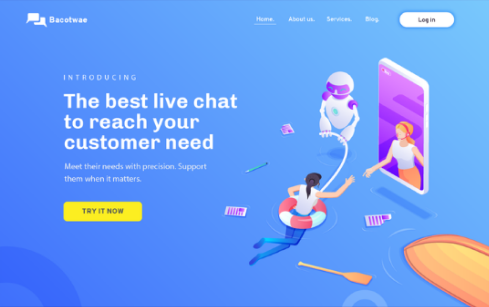 Bacotwae
Home.
About us.
Services.
Blog.
Log in
INTRODUCING
The best live chat
to reach your
customer need
Meet their needs with precision. Support
them when it matters.
TRY IT NOW